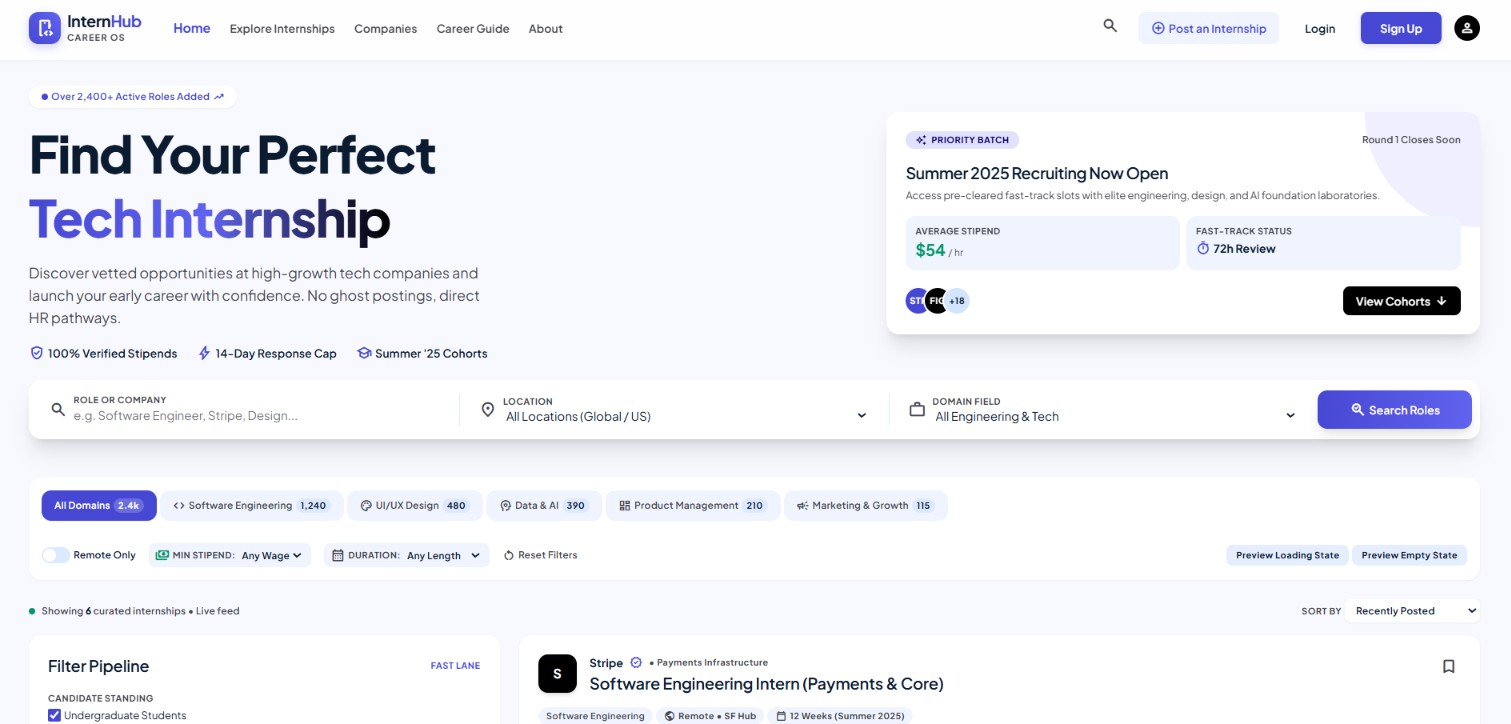 InternHub
CAREER OS
Home
Explore Internships
Companies
Career Guide
About
Post an Internship
Login
Sign Up
Over 2,400+ Active Roles Added
Find Your Perfect
Tech Internship
Discover vetted opportunities at high-growth tech companies and
launch your early career with confidence. No ghost postings, direct
HR pathways.
100% Verified Stipends
14-Day Response Cap
Summer '25 Cohorts
PRIORITY BATCH
Round 1 Closes Soon
Summer 2025 Recruiting Now Open
Access pre-cleared fast-track slots with elite engineering, design, and AI foundation laboratories.
AVERAGE STIPEND
$54 / hr
FAST-TRACK STATUS
72h Review
+18
View Cohorts
ROLE OR COMPANY
e.g. Software Engineer, Stripe, Design...
LOCATION
All Locations (Global / US)
DOMAIN FIELD
All Engineering & Tech
Search Roles
All Domains 2.4k
Software Engineering 1,240
UI/UX Design 480
Data & AI 390
Product Management 210
Marketing & Growth 115
Remote Only
MIN STIPEND: Any Wage
DURATION: Any Length
Reset Filters
Preview Loading State
Preview Empty State
Showing 6 curated internships • Live feed
SORT BY Recently Posted
Filter Pipeline
FAST LANE
CANDIDATE STANDING
Undergraduate Students
S
Stripe • Payments Infrastructure
Software Engineering Intern (Payments & Core)
Software Engineering
Remote • SF Hub
12 Weeks (Summer 2025)